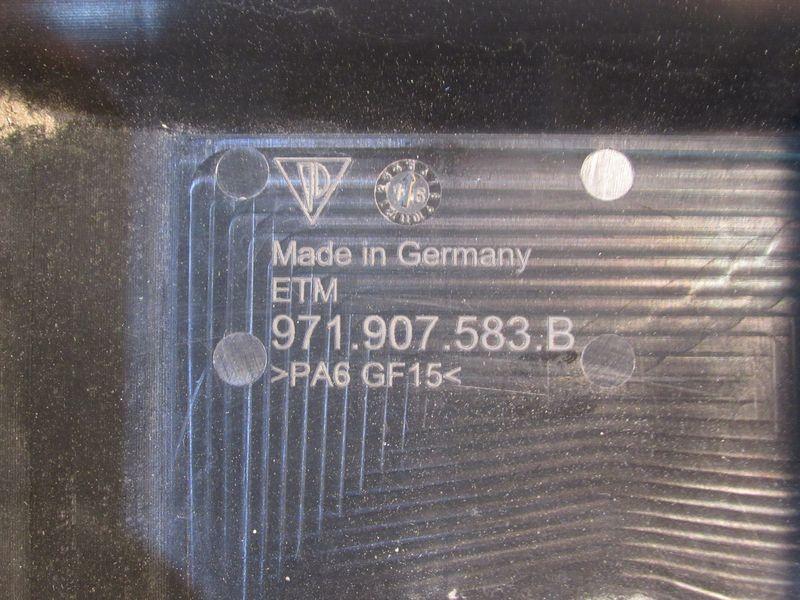 Made in Germany
ETM
971.907.583.B
>PA6 GF15<